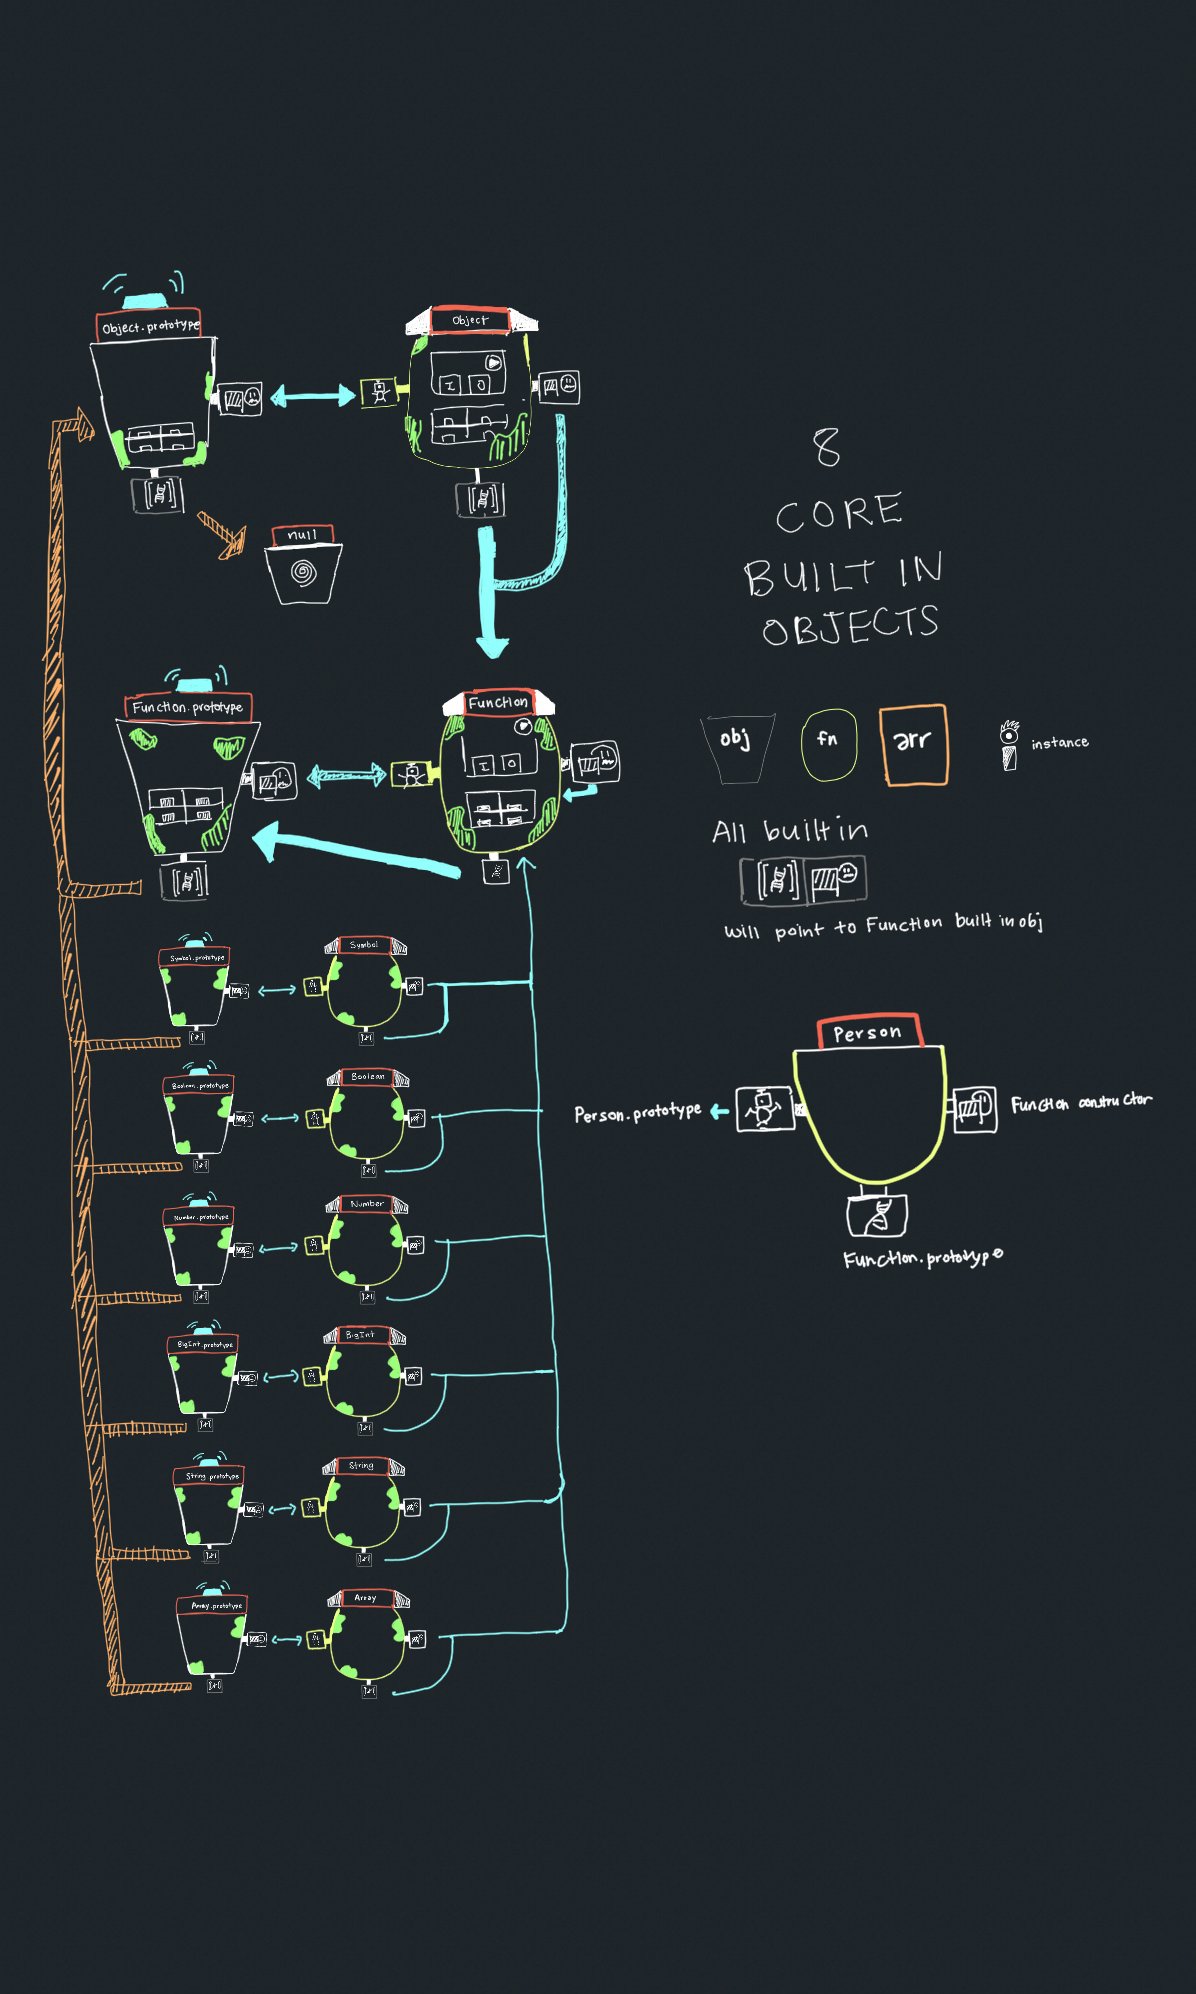 Object.prototype
Object
null
8
CORE
BUILT IN
OBJECTS
Function.prototype
Function
obj
fn
arr
instance
All built in
will point to Function built in obj
Symbol.prototype
Symbol
Person
Person.prototype
Function constructor
Function.prototype
Boolean.prototype
Boolean
Number.prototype
Number
BigInt.prototype
BigInt
String.prototype
String
Array.prototype
Array